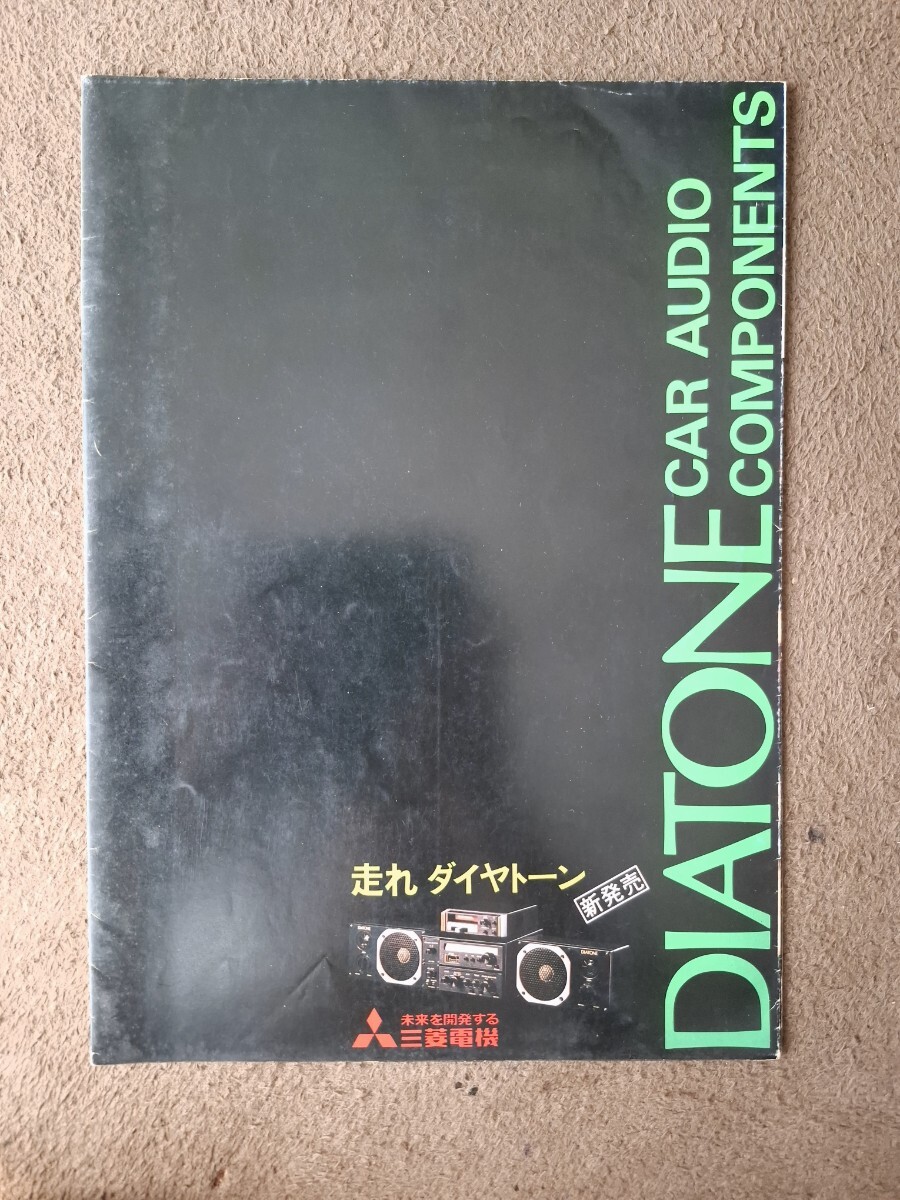 DIATONE CAR AUDIO
COMPONENTS
走れ ダイヤトーン
新発売
未来を開発する
三菱電機